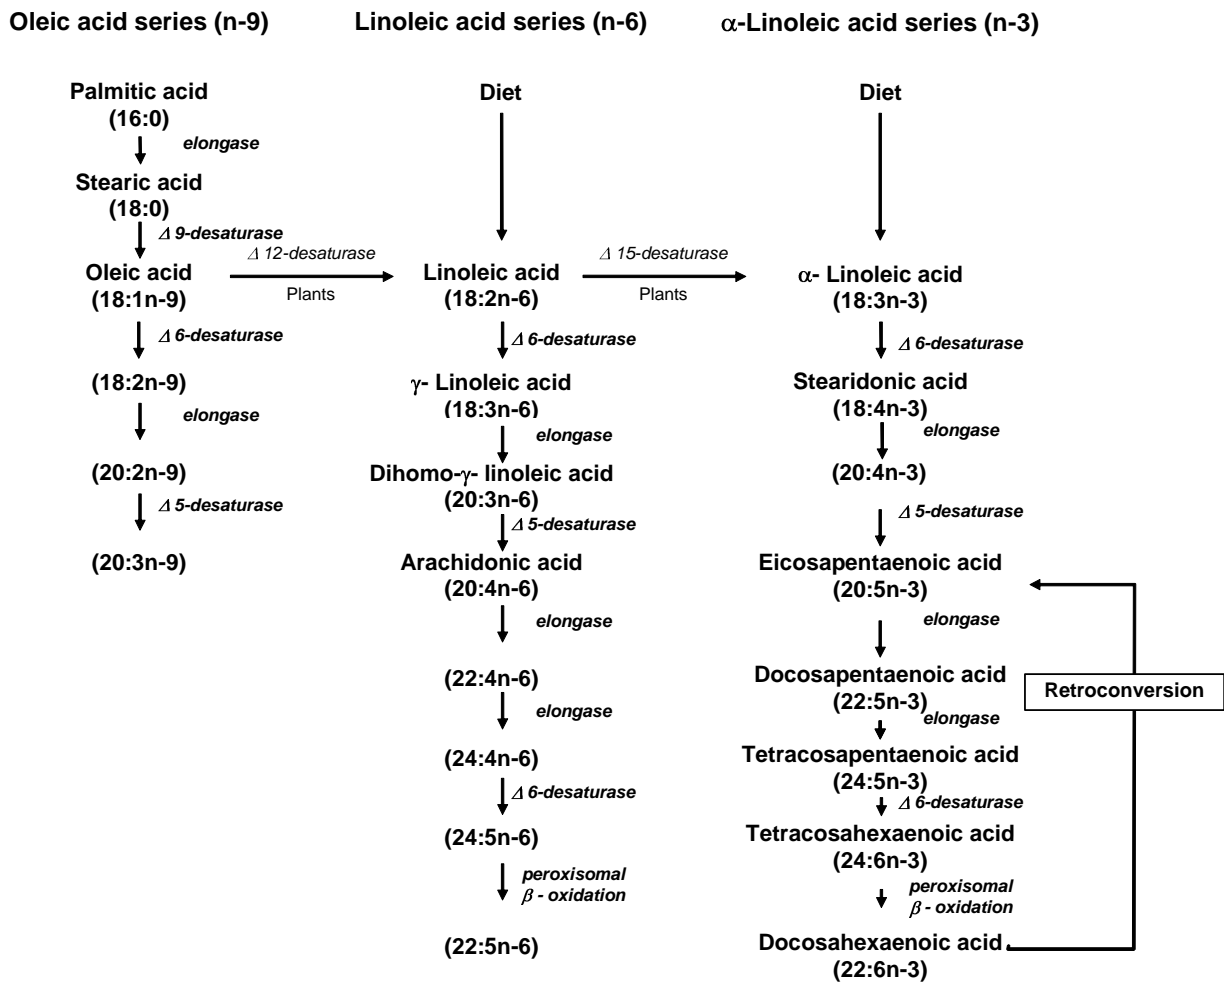 Oleic acid series (n-9)
Linoleic acid series (n-6)
α-Linoleic acid series (n-3)
Palmitic acid
(16:0)
elongase
Stearic acid
(18:0)
Δ 9-desaturase
Oleic acid
(18:1n-9)
Δ 6-desaturase
(18:2n-9)
elongase
(20:2n-9)
Δ 5-desaturase
(20:3n-9)
Δ 12-desaturase
Plants
Diet
Linoleic acid
(18:2n-6)
Δ 6-desaturase
γ- Linoleic acid
(18:3n-6)
elongase
Dihomo-γ- linoleic acid
(20:3n-6)
Δ 5-desaturase
Arachidonic acid
(20:4n-6)
elongase
(22:4n-6)
elongase
(24:4n-6)
Δ 6-desaturase
(24:5n-6)
peroxisomal
β - oxidation
(22:5n-6)
Δ 15-desaturase
Plants
Diet
α- Linoleic acid
(18:3n-3)
Δ 6-desaturase
Stearidonic acid
(18:4n-3)
elongase
(20:4n-3)
Δ 5-desaturase
Eicosapentaenoic acid
(20:5n-3)
elongase
Docosapentaenoic acid
(22:5n-3)
elongase
Tetracosapentaenoic acid
(24:5n-3)
Δ 6-desaturase
Tetracosahexaenoic acid
(24:6n-3)
peroxisomal
β - oxidation
Docosahexaenoic acid
(22:6n-3)
Retroconversion